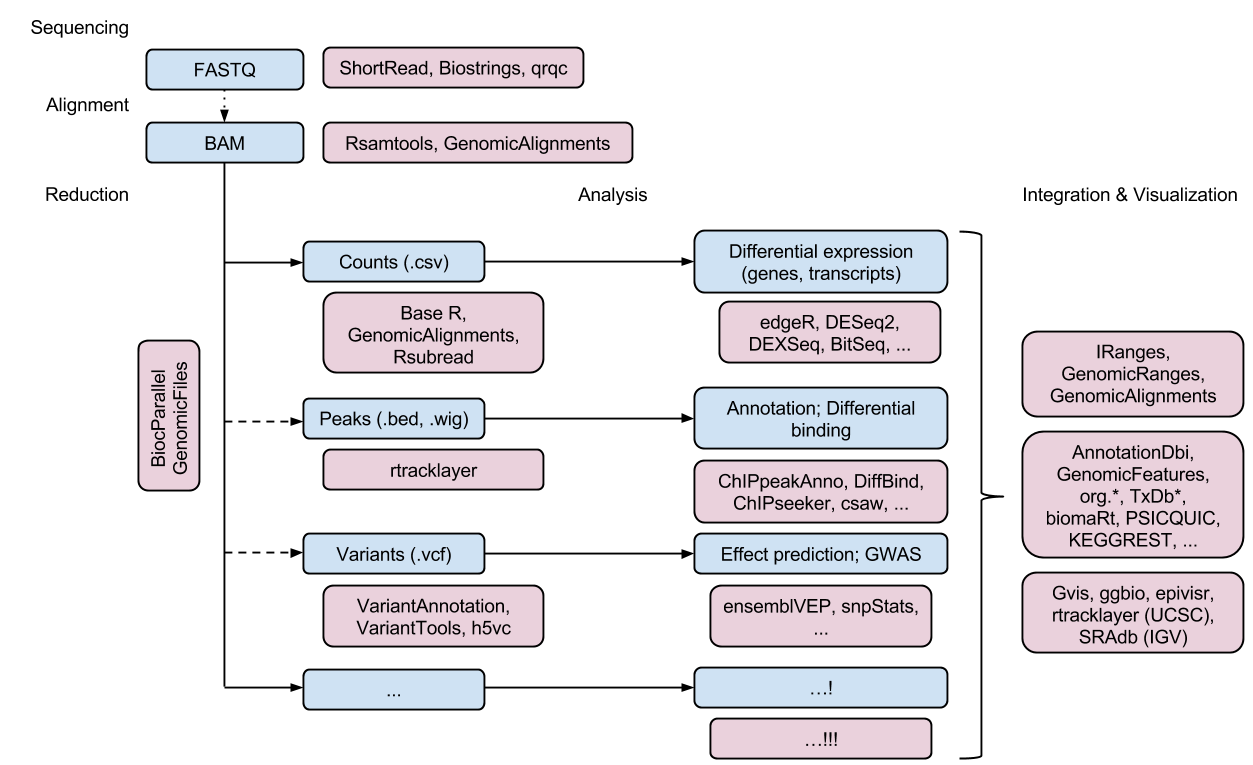 Sequencing
FASTQ
ShortRead, Biostrings, qrqc
Alignment
BAM
Rsamtools, GenomicAlignments
Reduction
Analysis
Integration & Visualization
Counts (.csv)
Differential expression
(genes, transcripts)
Base R,
GenomicAlignments,
Rsubread
edgeR, DESeq2,
DEXSeq, BitSeq, ...
BiocParallel
GenomicFiles
Peaks (.bed, .wig)
Annotation; Differential
binding
rtracklayer
ChIPpeakAnno, DiffBind,
ChIPseeker, csaw, ...
Variants (.vcf)
Effect prediction; GWAS
VariantAnnotation,
VariantTools, h5vc
ensemblVEP, snpStats,
...
...
…!
…!!!
IRanges,
GenomicRanges,
GenomicAlignments
AnnotationDbi,
GenomicFeatures,
org.*, TxDb*,
biomaRt, PSICQUIC,
KEGGREST, ...
Gvis, ggbio, epivisr,
rtracklayer (UCSC),
SRAdb (IGV)